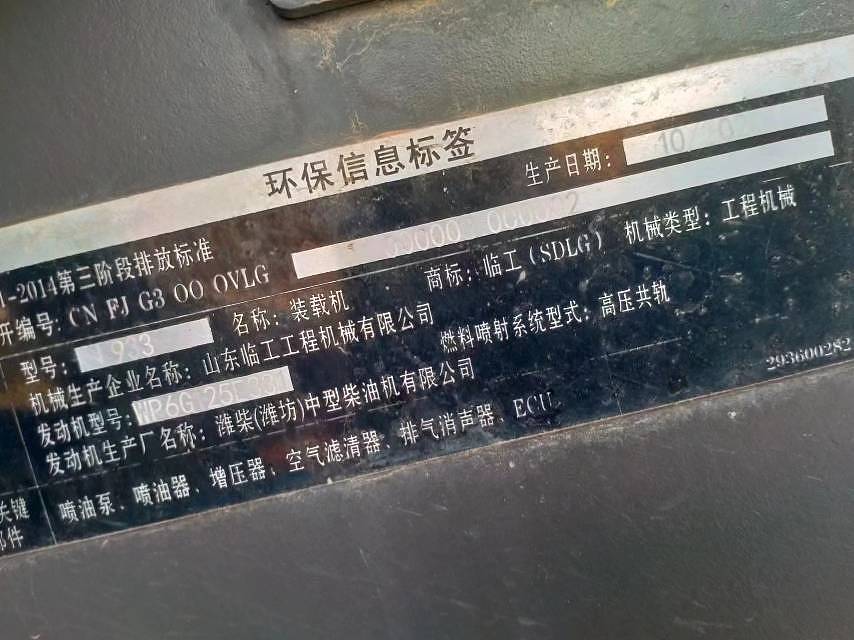 环保信息标签
生产日期: 10/
-2014第三阶段排放标准
开编号: CN FJ G3 00 0VLG
型号: 933 名称: 装载机 商标: 临工 (SDLG) 机械类型: 工程机械
机械生产企业名称: 山东临工工程机械有限公司
发动机型号: WP6G 燃料喷射系统型式: 高压共轨
发动机生产厂名称: 潍柴(潍坊)中型柴油机有限公司
关键部件 喷油泵、喷油器、增压器、空气滤清器、排气消声器、ECU
293600282